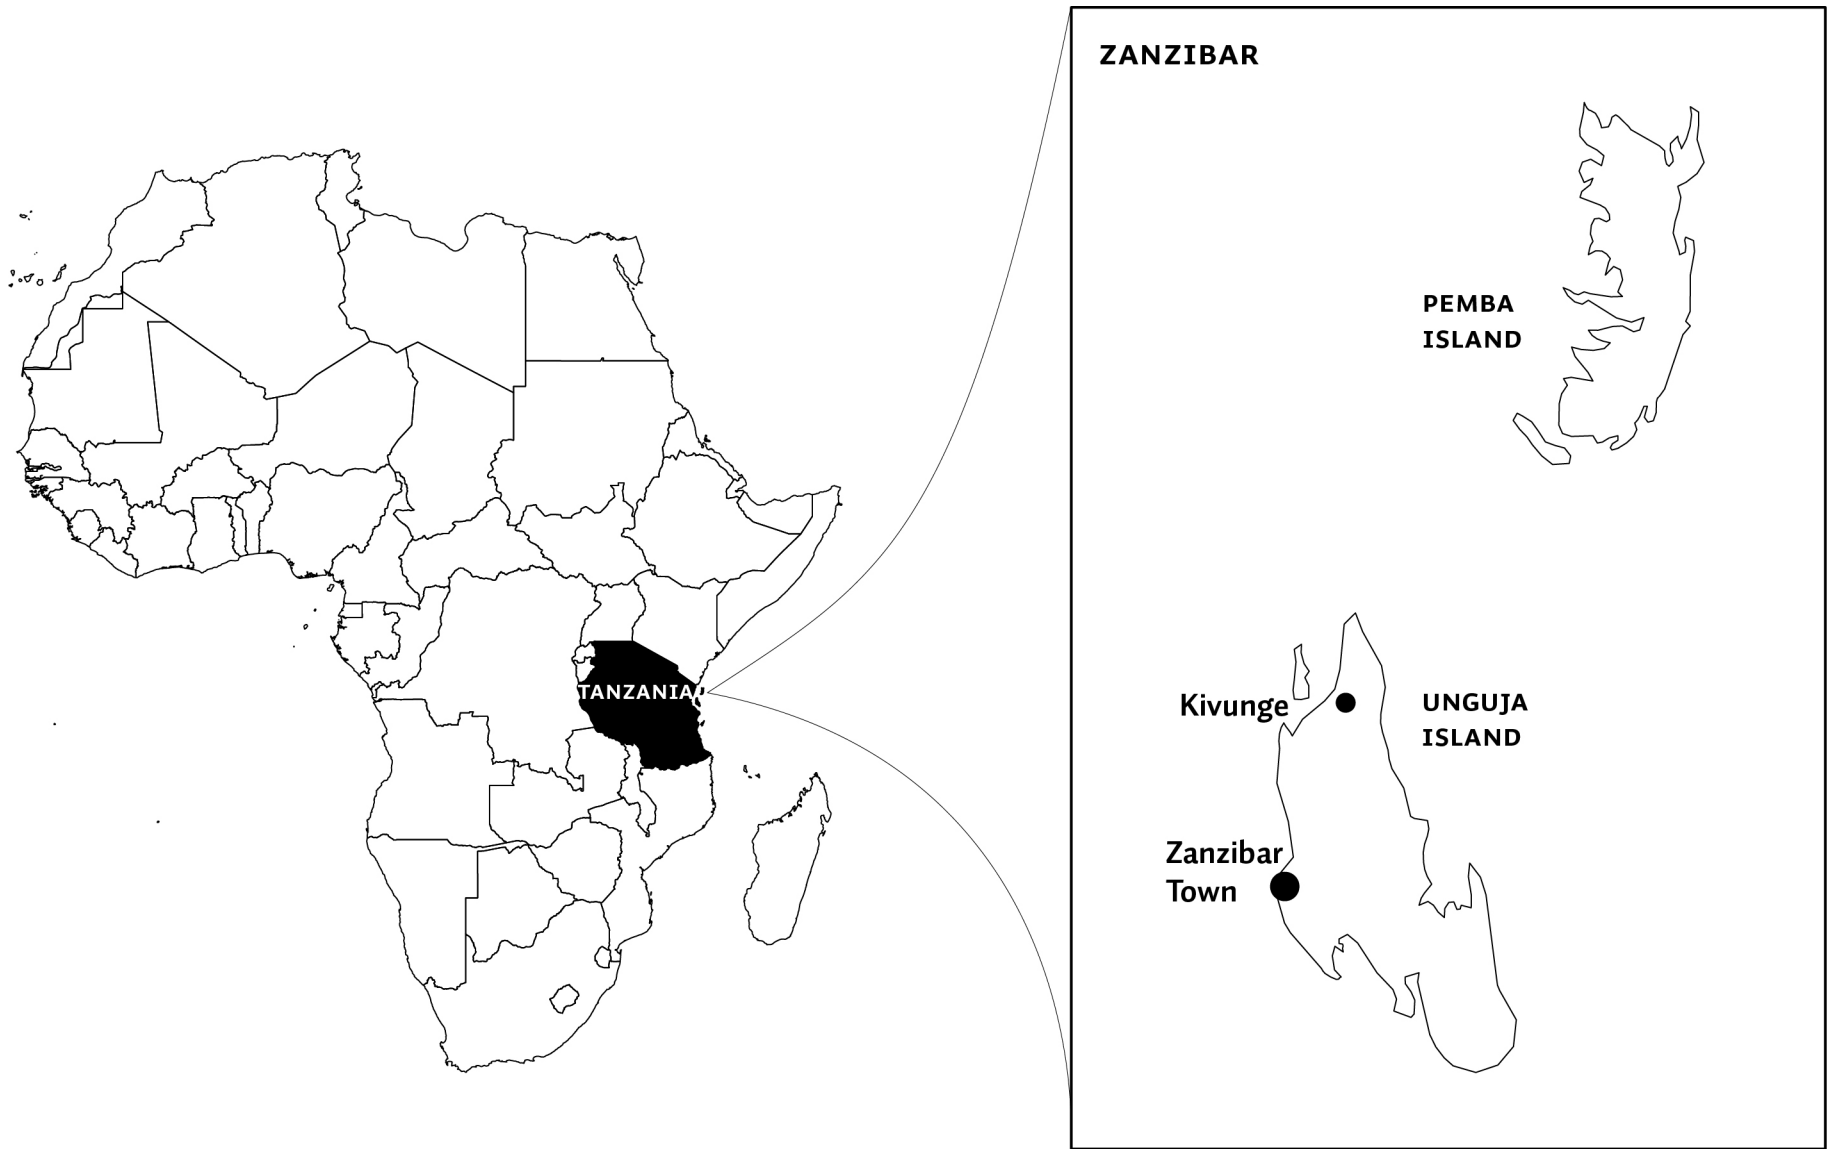 ZANZIBAR
PEMBA
ISLAND
TANZANIA
Kivunge
UNGUJA
ISLAND
Zanzibar
Town